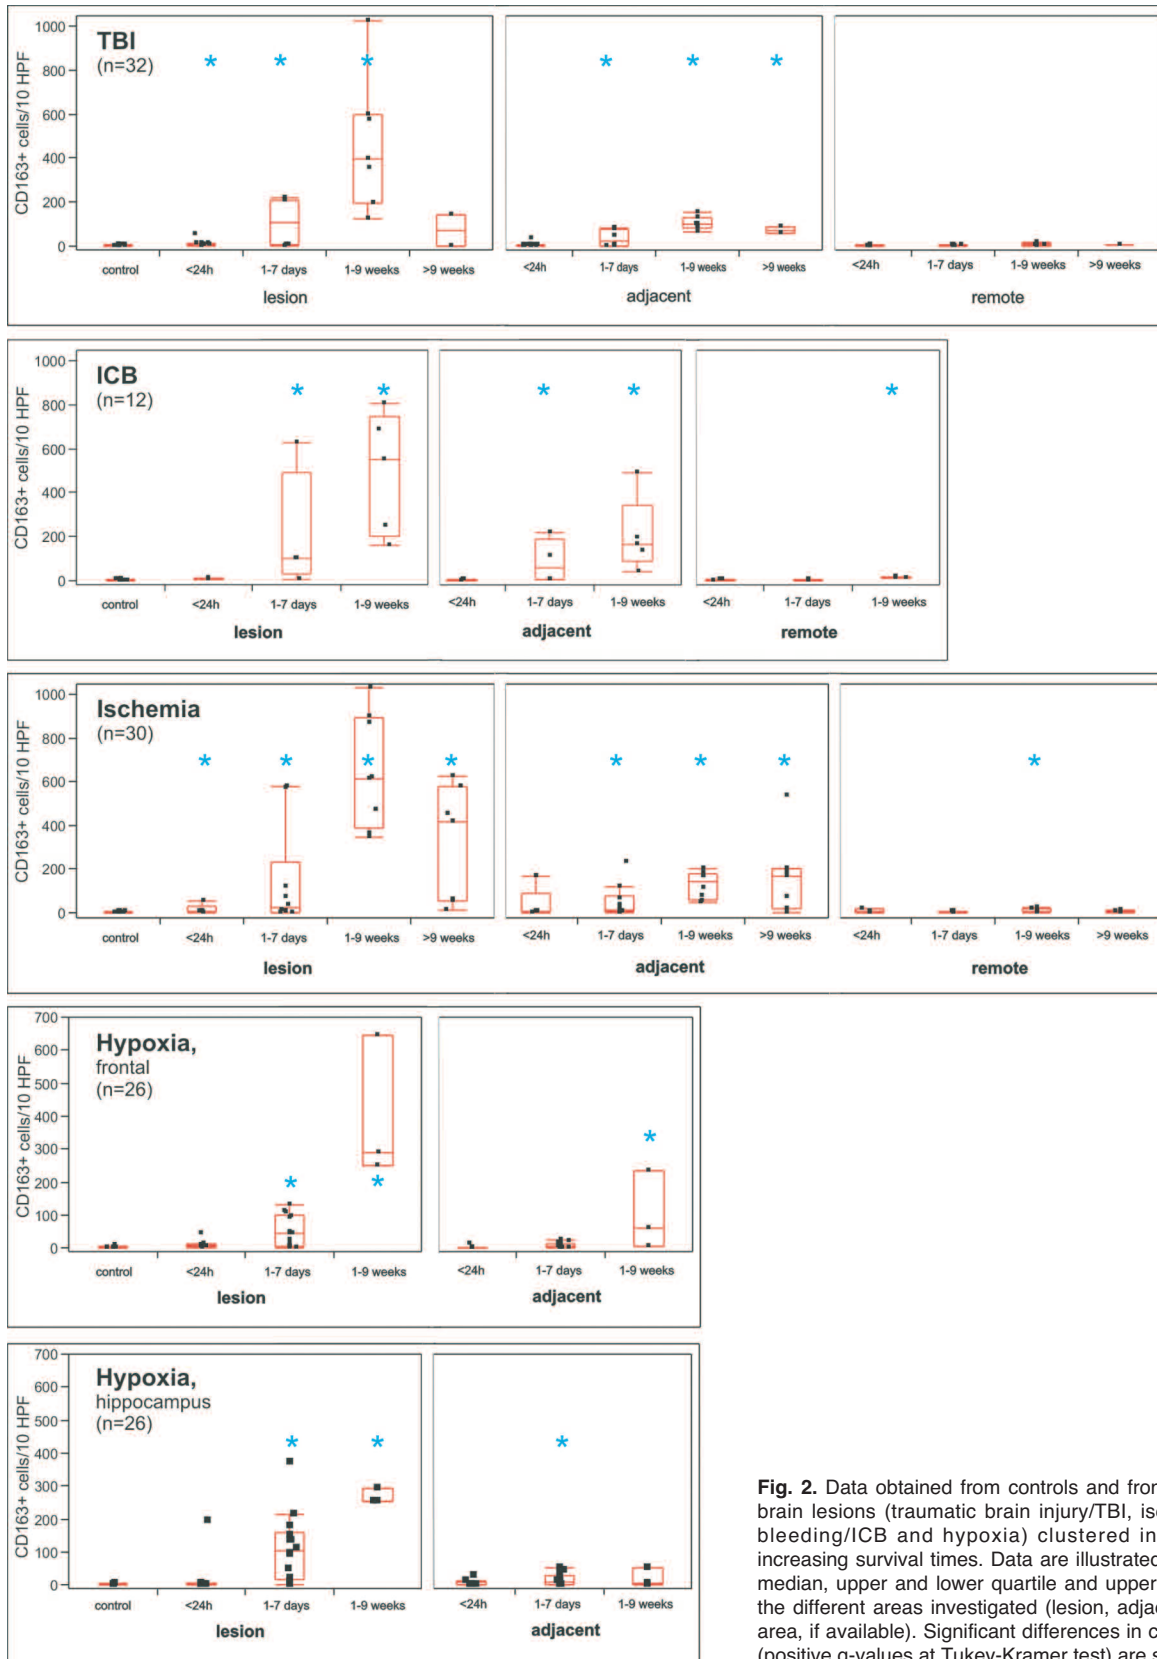 1000
800
600
400
200
0
CD163+ cells/10 HPF
TBI
(n=32)
* * *
* * *
control <24h 1-7 days 1-9 weeks >9 weeks
lesion
<24h 1-7 days 1-9 weeks >9 weeks
adjacent
<24h 1-7 days 1-9 weeks >9 weeks
remote
1000
800
600
400
200
0
CD163+ cells/10 HPF
ICB
(n=12)
* *
* *
*
control <24h 1-7 days 1-9 weeks
lesion
<24h 1-7 days 1-9 weeks
adjacent
<24h 1-7 days 1-9 weeks
remote
1000
800
600
400
200
0
CD163+ cells/10 HPF
Ischemia
(n=30)
* * * *
* * *
*
control <24h 1-7 days 1-9 weeks >9 weeks
lesion
<24h 1-7 days 1-9 weeks >9 weeks
adjacent
<24h 1-7 days 1-9 weeks >9 weeks
remote
700
600
500
400
300
200
100
0
CD163+ cells/10 HPF
Hypoxia,
frontal
(n=26)
* *
*
control <24h 1-7 days 1-9 weeks
lesion
<24h 1-7 days 1-9 weeks
adjacent
700
600
500
400
300
200
100
0
CD163+ cells/10 HPF
Hypoxia,
hippocampus
(n=26)
* *
*
control <24h 1-7 days 1-9 weeks
lesion
<24h 1-7 days 1-9 weeks
adjacent
Fig. 2. Data obtained from controls and from
brain lesions (traumatic brain injury/TBI, is
bleeding/ICB and hypoxia) clustered in
increasing survival times. Data are illustrated
median, upper and lower quartile and upper
the different areas investigated (lesion, adja
area, if available). Significant differences in c
(positive q-values at Tukey-Kramer test) are s